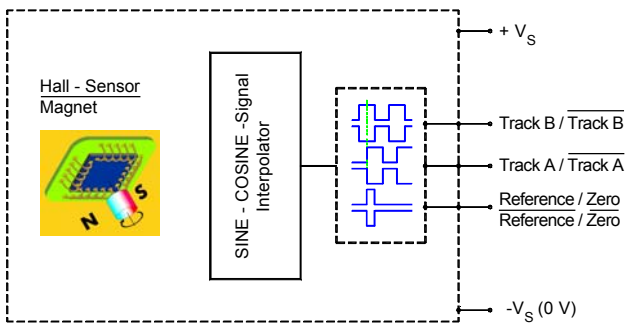 + VS
Hall - Sensor
Magnet
N S
SINE - COSINE -Signal
Interpolator
Track B / Track B
Track A / Track A
Reference / Zero
Reference / Zero
-VS (0 V)